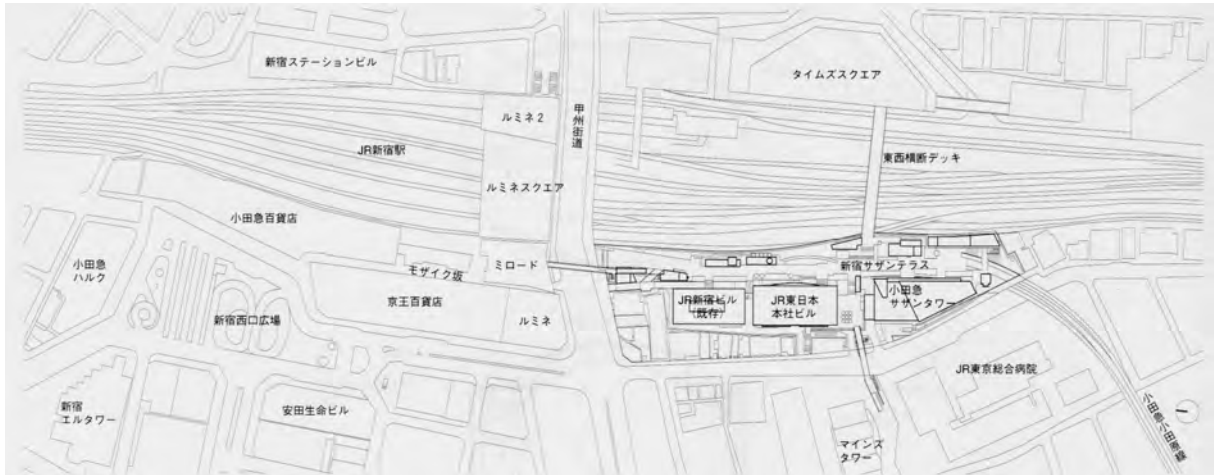 新宿ステーションビル
タイムズスクエア
ルミネ2
甲州街道
JR新宿駅
東西横断デッキ
ルミネスクエア
小田急百貨店
小田急
ハルク
モザイク坂
ミロード
新宿サザンテラス
京王百貨店
ルミネ
JR新宿ビル
(既存)
JR東日本
本社ビル
小田急
サザンタワー
新宿西口広場
JR東京総合病院
新宿
エルタワー
安田生命ビル
マインズ
タワー
小田急小田原線